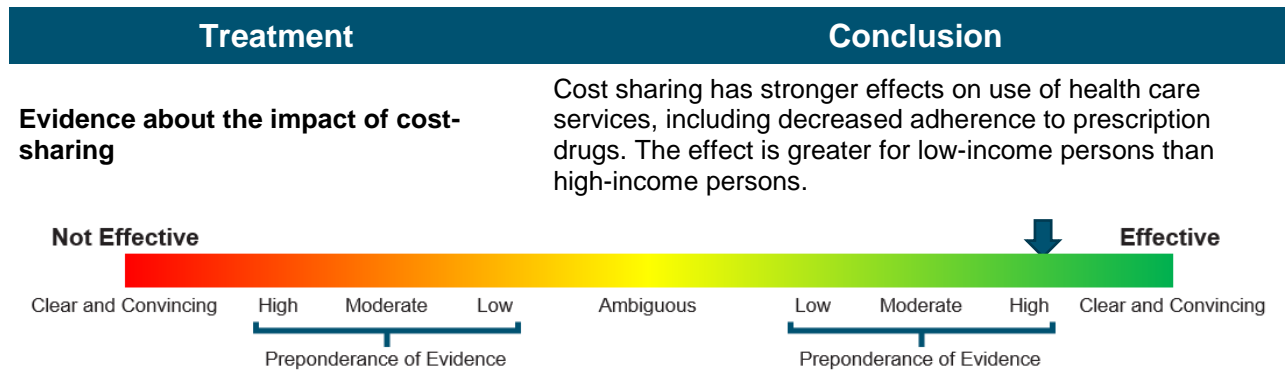 Treatment Conclusion
Evidence about the impact of cost-
sharing
Cost sharing has stronger effects on use of health care
services, including decreased adherence to prescription
drugs. The effect is greater for low-income persons than
high-income persons.
Not Effective Effective
Clear and Convincing High Moderate Low Ambiguous Low Moderate High Clear and Convincing
Preponderance of Evidence Preponderance of Evidence